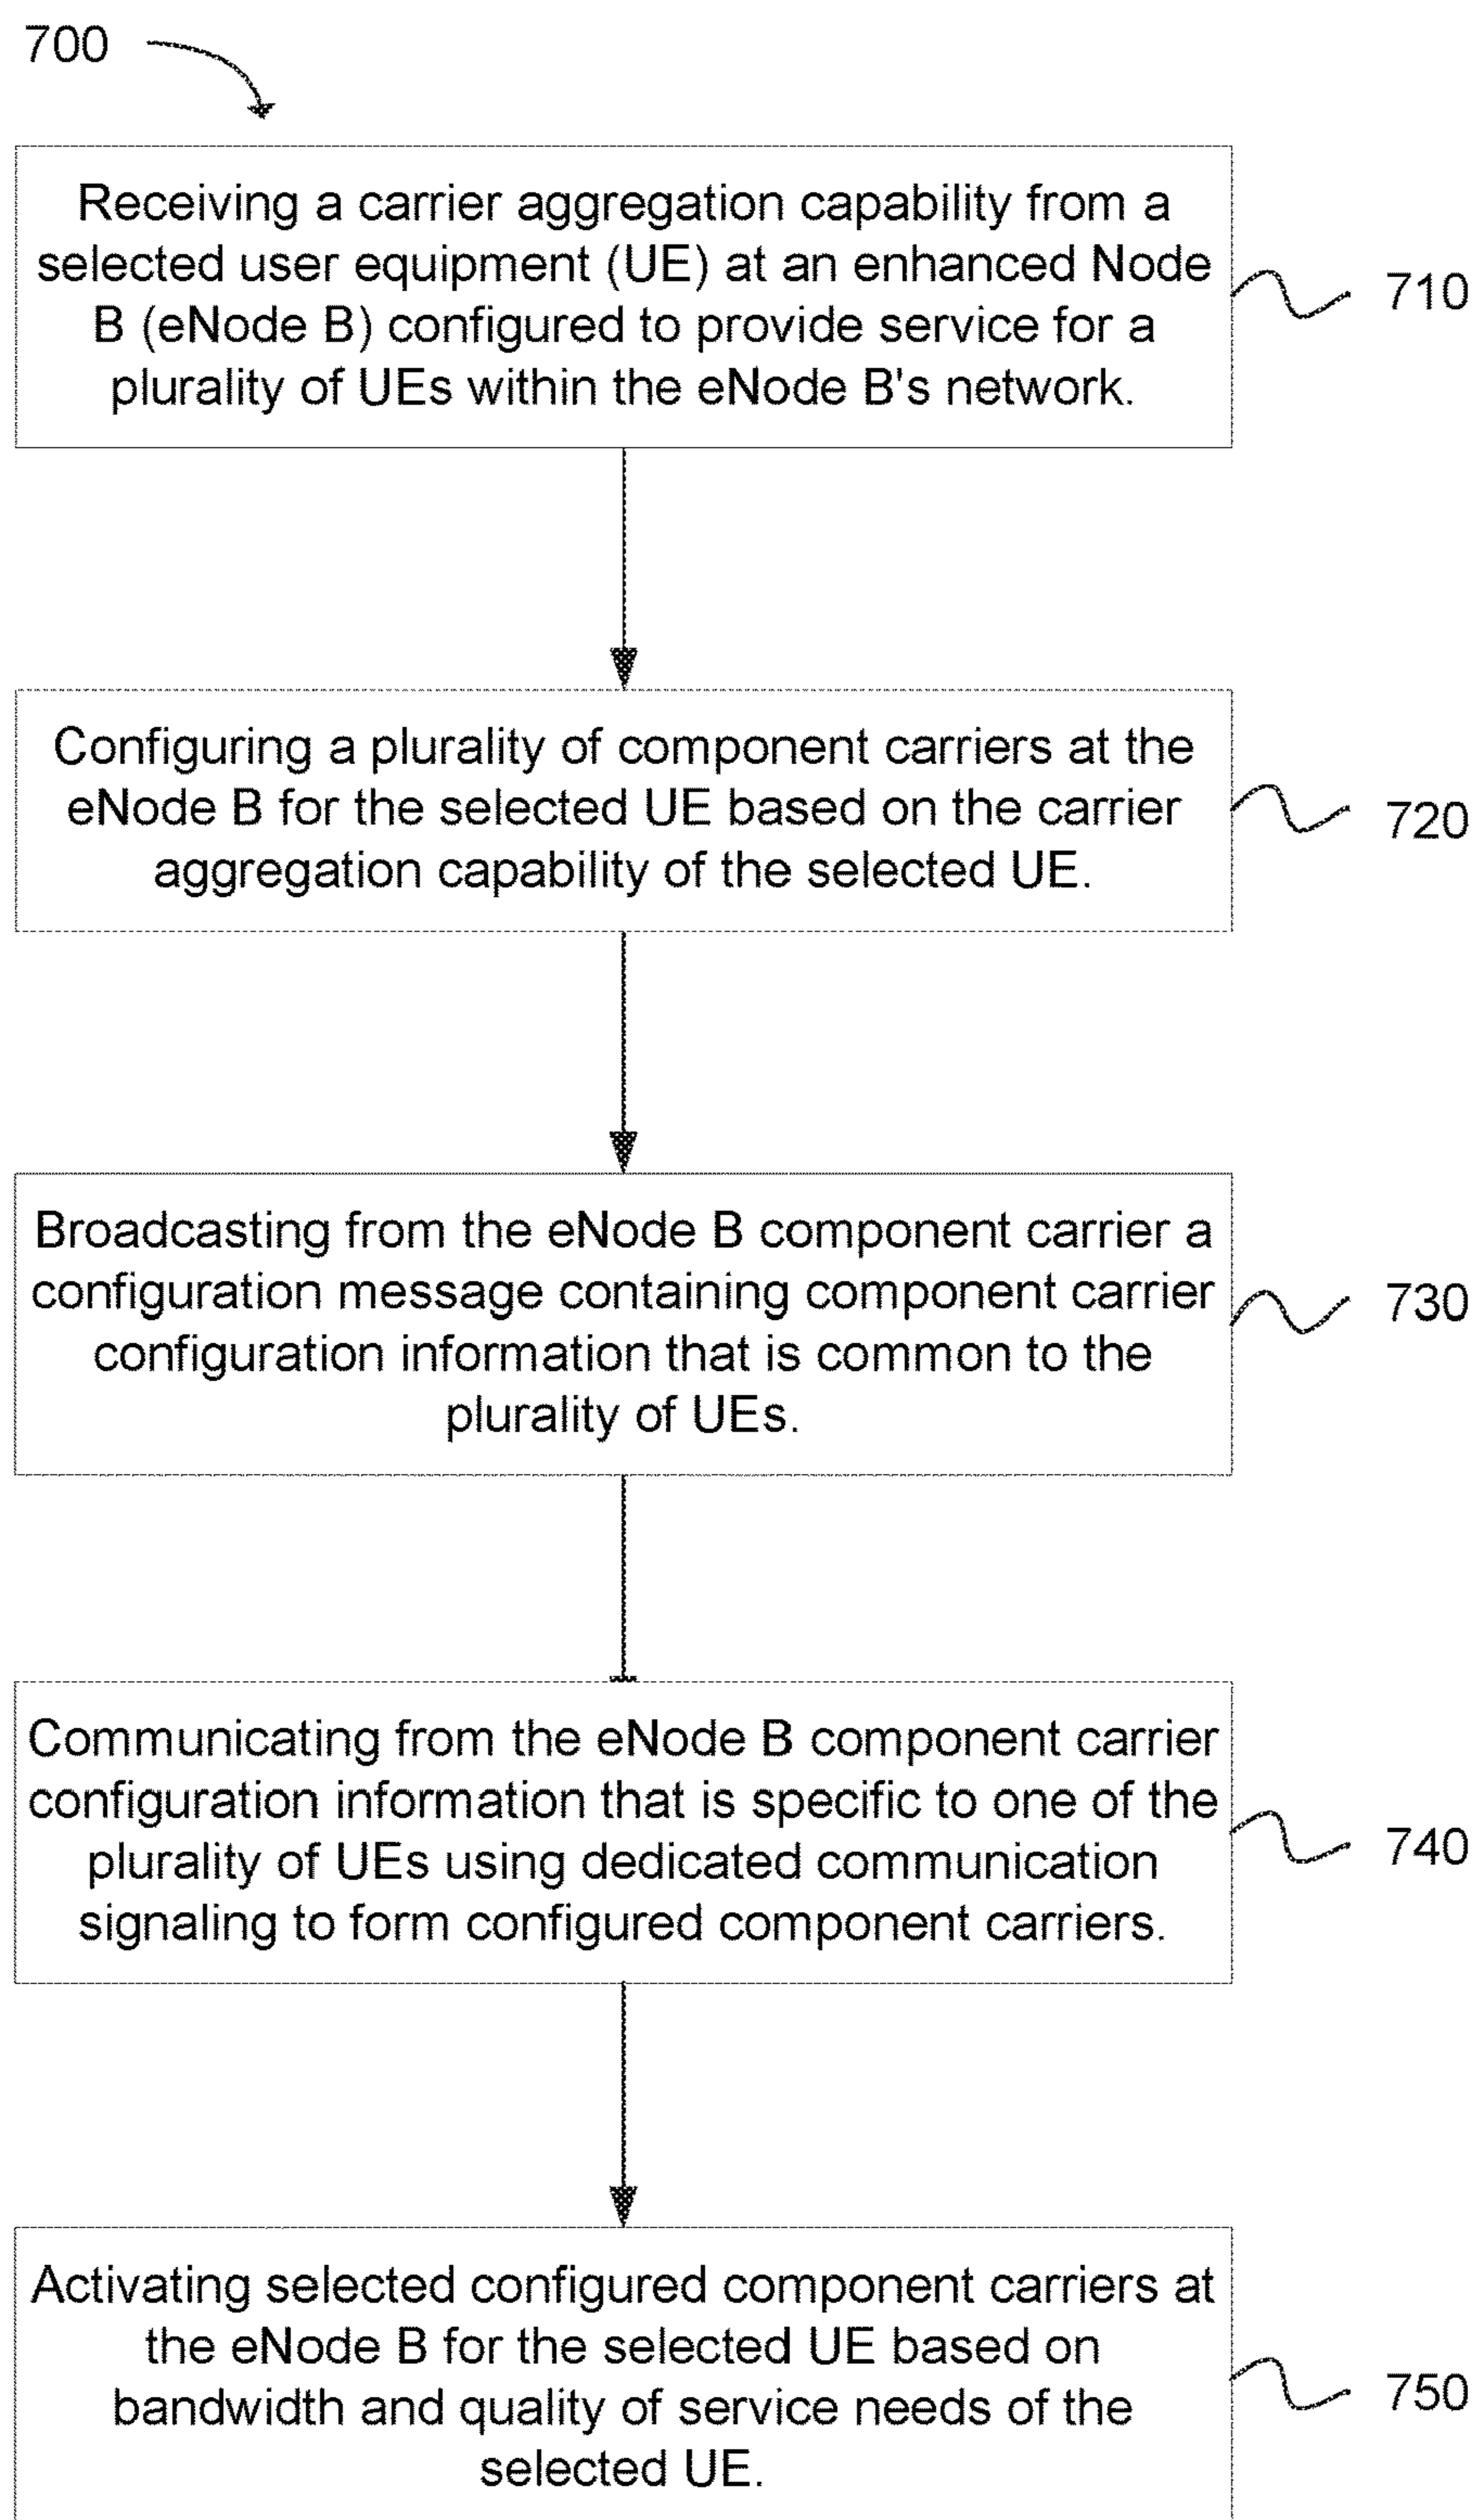 700
Receiving a carrier aggregation capability from a
selected user equipment (UE) at an enhanced Node
B (eNode B) configured to provide service for a
plurality of UEs within the eNode B's network.
710
Configuring a plurality of component carriers at the
eNode B for the selected UE based on the carrier
aggregation capability of the selected UE.
720
Broadcasting from the eNode B component carrier a
configuration message containing component carrier
configuration information that is common to the
plurality of UEs.
730
Communicating from the eNode B component carrier
configuration information that is specific to one of the
plurality of UEs using dedicated communication
signaling to form configured component carriers.
740
Activating selected configured component carriers at
the eNode B for the selected UE based on
bandwidth and quality of service needs of the
selected UE.
750